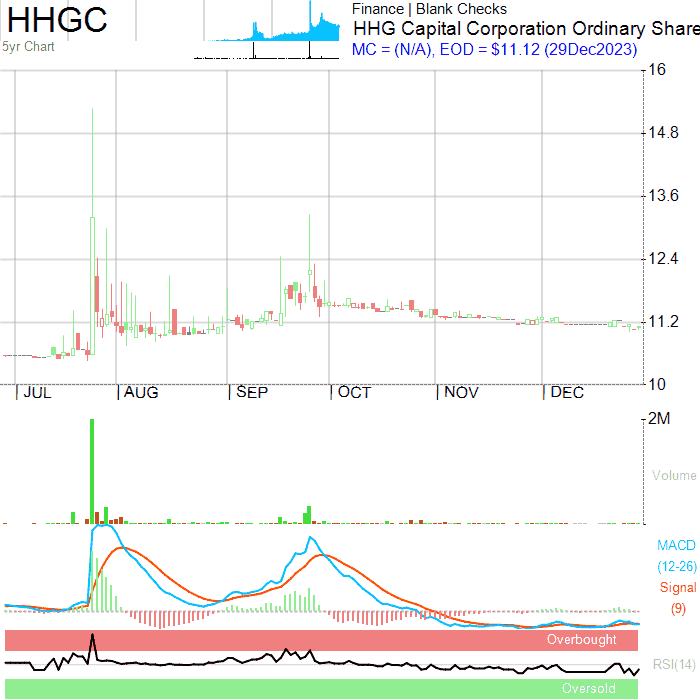 HHGC
5yr Chart
Finance | Blank Checks
HHG Capital Corporation Ordinary Share
MC = (N/A), EOD = $11.12 (29Dec2023)
16
14.8
13.6
12.4
11.2
10
JUL AUG SEP OCT NOV DEC
2M
Volume
MACD
(12-26)
Signal
(9)
Overbought
RSI(14)
Oversold